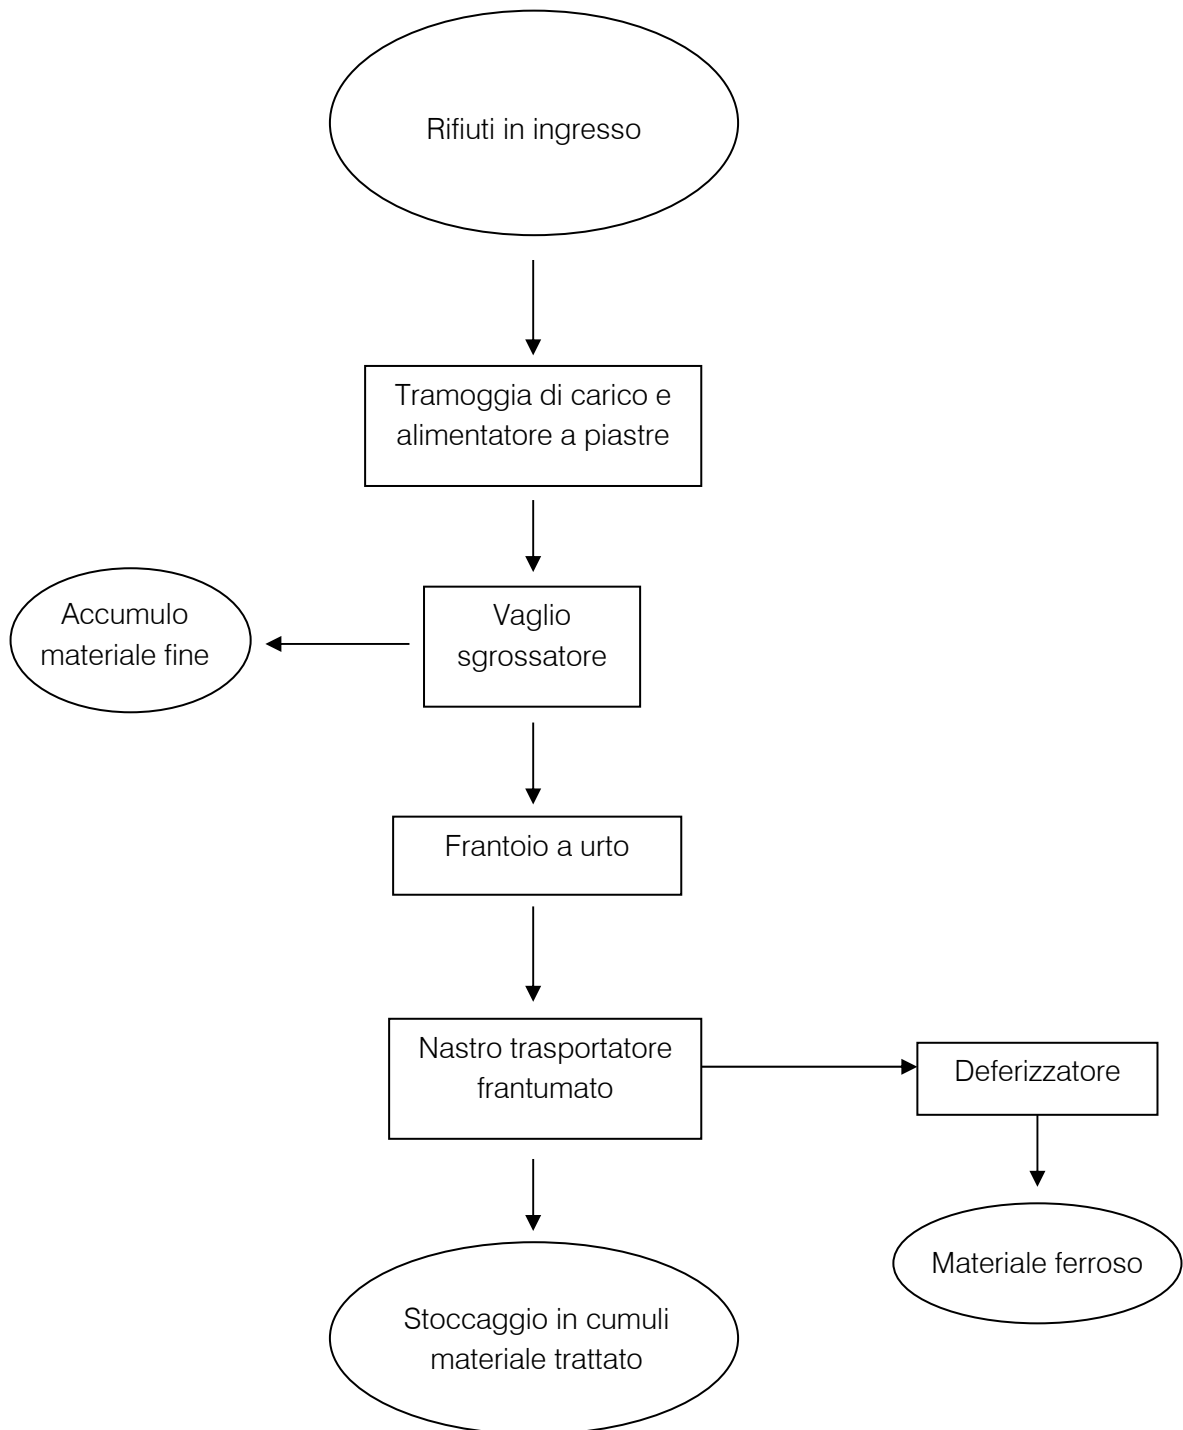 Rifiuti in ingresso
Tramoggia di carico e
alimentatore a piastre
Accumulo
materiale fine
Vaglio
sgrossatore
Frantoio a urto
Nastro trasportatore
frantumato
Deferizzatore
Materiale ferroso
Stoccaggio in cumuli
materiale trattato